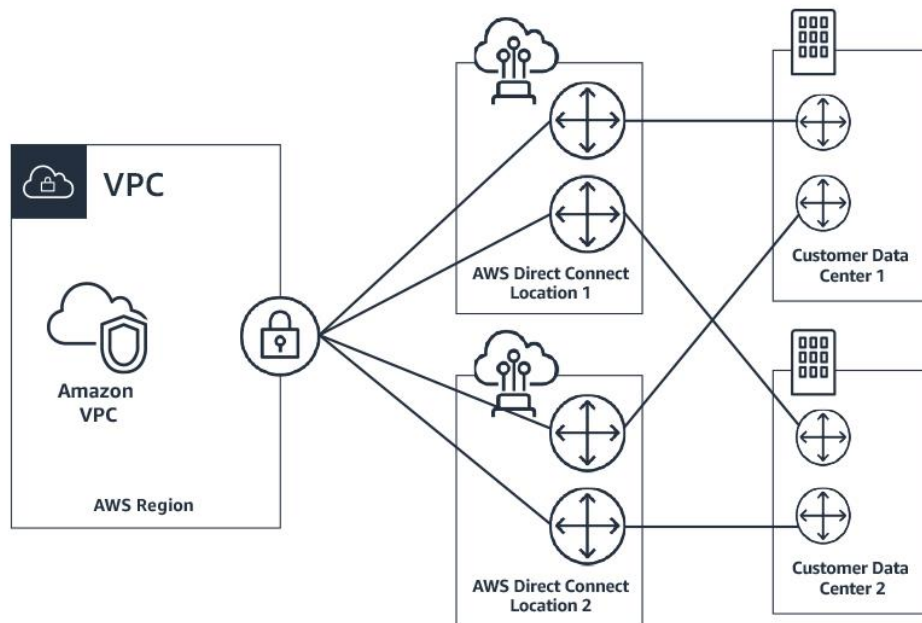 VPC
Amazon
VPC
AWS Region
AWS Direct Connect
Location 1
AWS Direct Connect
Location 2
Customer Data
Center 1
Customer Data
Center 2